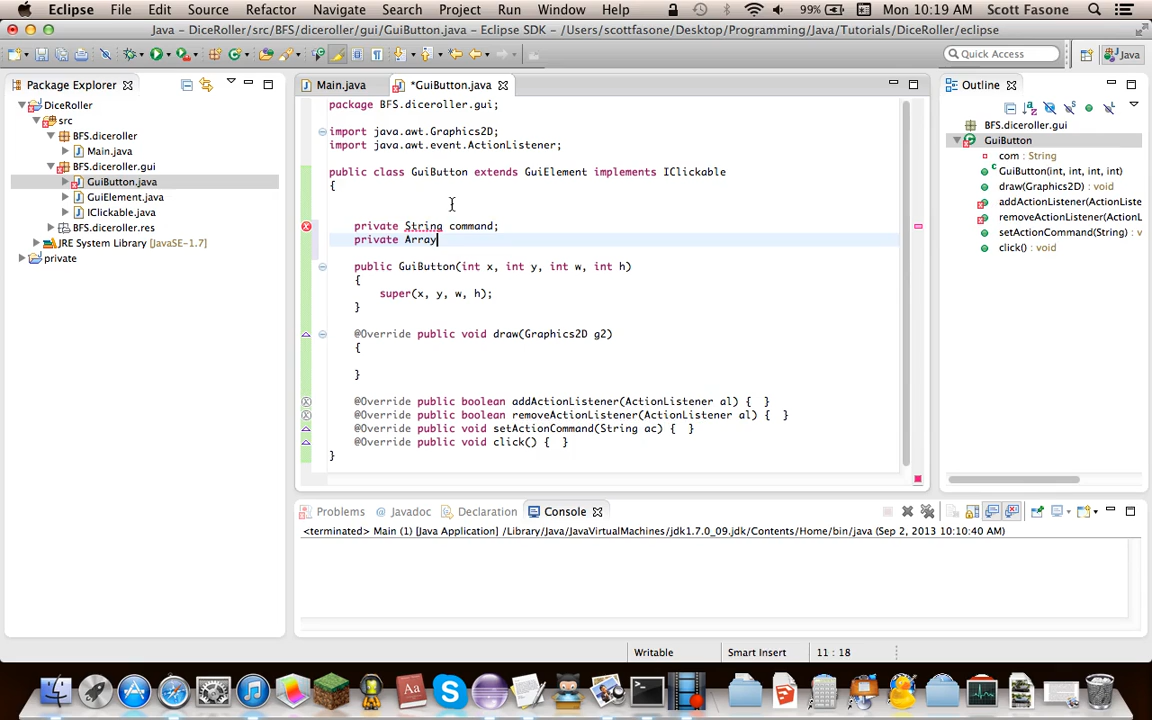 Eclipse File Edit Source Refactor Navigate Search Project Run Window Help 99% Mon 10:19 AM Scott Fasone
Java - DiceRoller/src/BFS/diceroller/gui/GuiButton.java - Eclipse SDK - /Users/scottfasone/Desktop/Programming/Java/Tutorials/DiceRoller/eclipse
Quick Access Java
Package Explorer
DiceRoller
src
BFS.diceroller
Main.java
BFS.diceroller.gui
GuiButton.java
GuiElement.java
IClickable.java
BFS.diceroller.res
JRE System Library [JavaSE-1.7]
private
Main.java *GuiButton.java
package BFS.diceroller.gui;
import java.awt.Graphics2D;
import java.awt.event.ActionListener;
public class GuiButton extends GuiElement implements IClickable
{
private String command;
private Array
public GuiButton(int x, int y, int w, int h)
{
super(x, y, w, h);
}
@Override public void draw(Graphics2D g2)
{
}
@Override public boolean addActionListener(ActionListener al) { }
@Override public boolean removeActionListener(ActionListener al) { }
@Override public void setActionCommand(String ac) { }
@Override public void click() { }
}
Outline
BFS.diceroller.gui
GuiButton
com : String
GuiButton(int, int, int, int)
draw(Graphics2D) : void
addActionListener(ActionL
removeActionListener(ActionL
setActionCommand(String) : v
click() : void
Problems Javadoc Declaration Console
<terminated> Main (1) [Java Application] /Library/Java/JavaVirtualMachines/jdk1.7.0_09.jdk/Contents/Home/bin/java (Sep 2, 2013 10:10:40 AM)
Writable Smart Insert 11 : 18